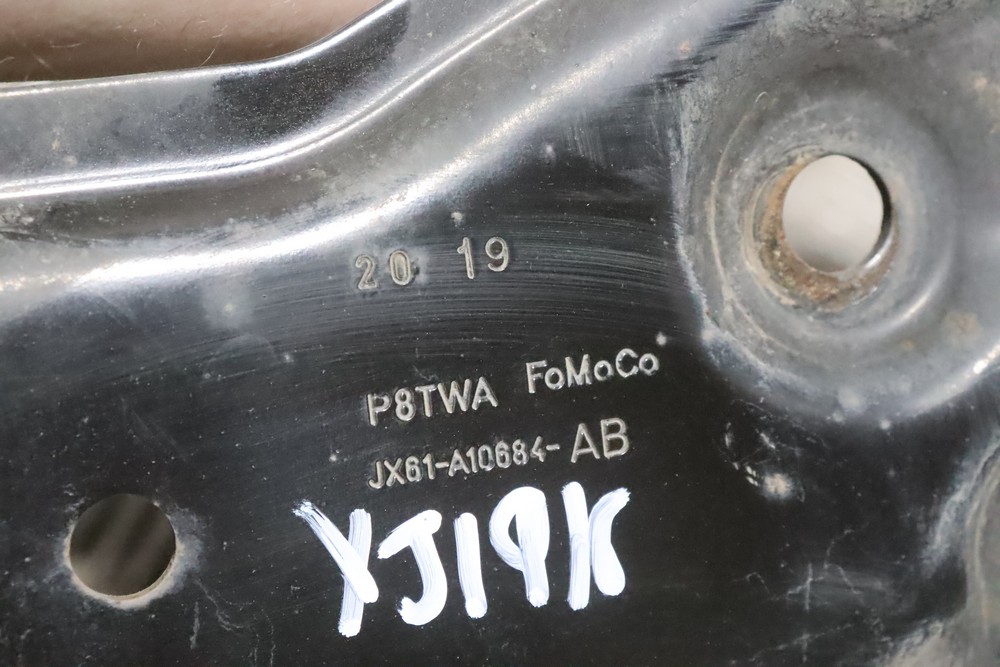 20 19
P8TWA FoMoCo
JX61-A10684-AB
YJ19K